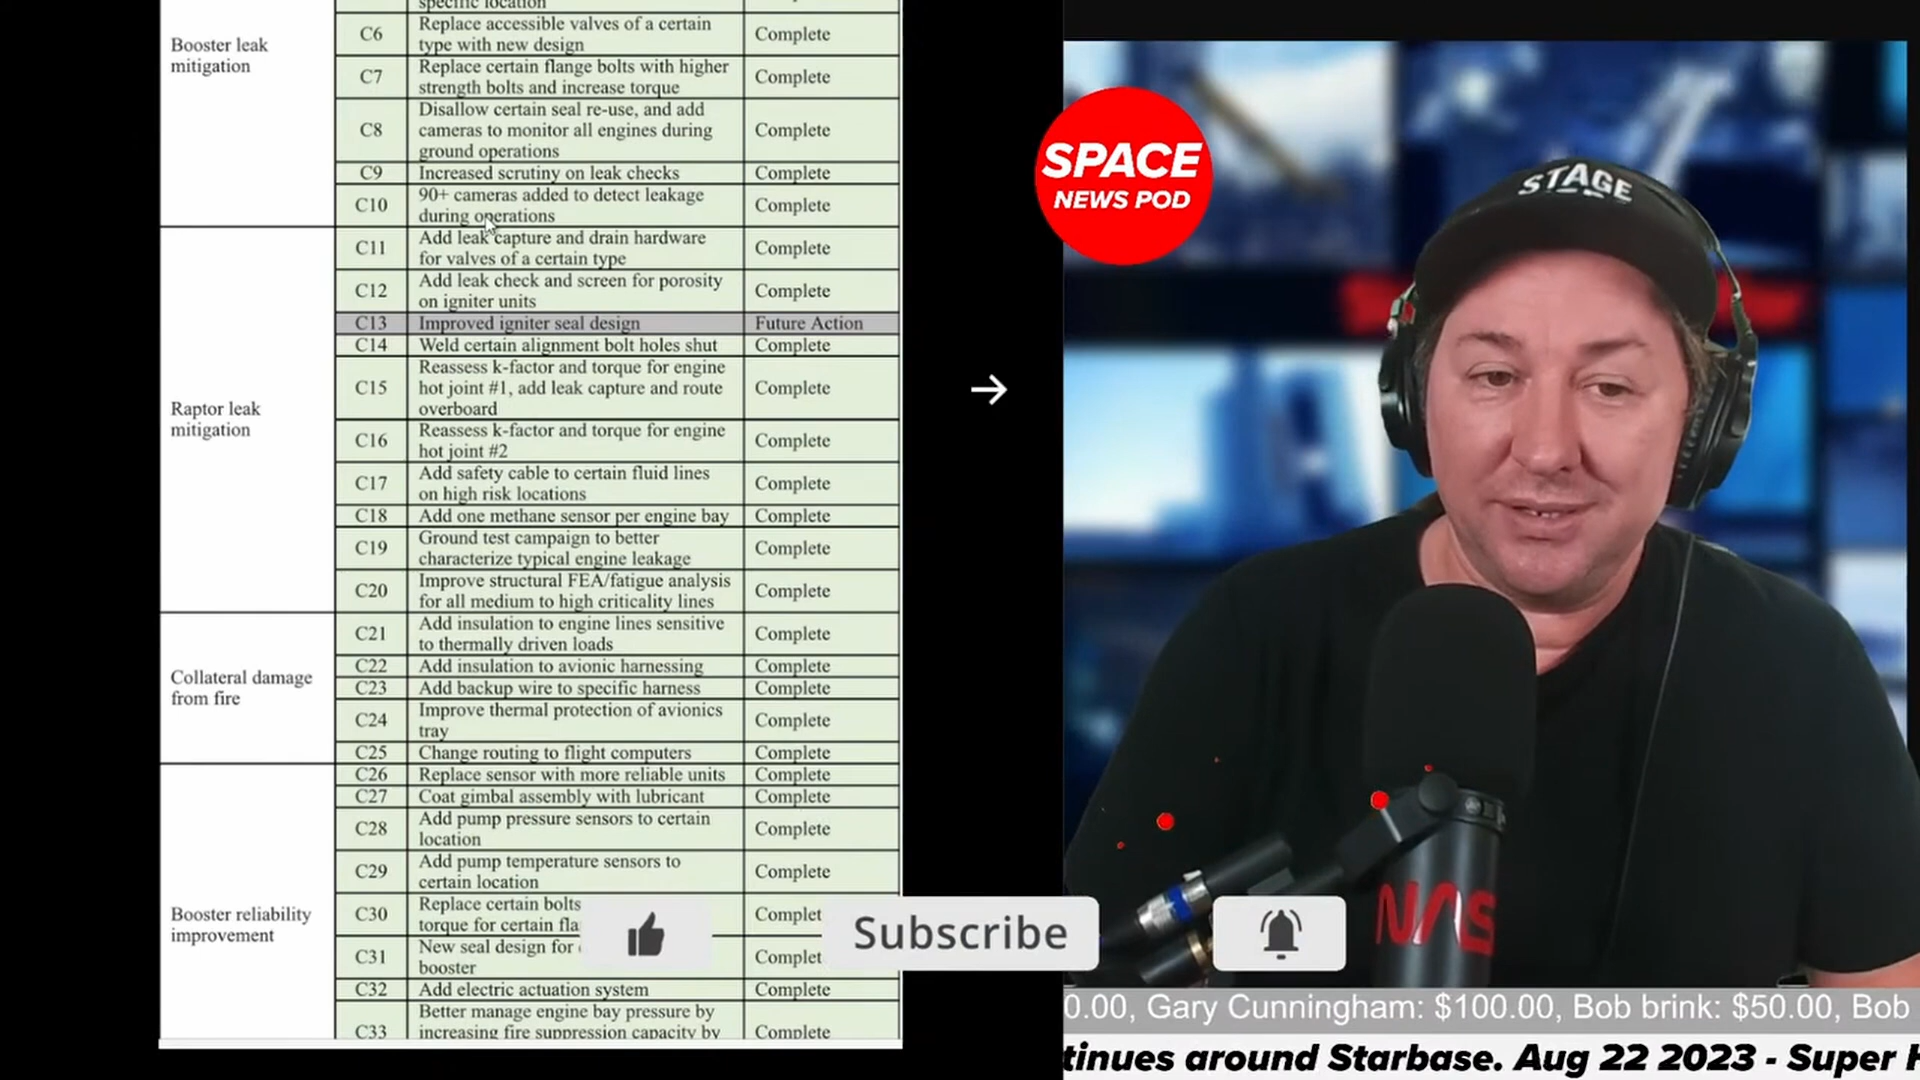 specific location
Booster leak
mitigation
C6
Replace accessible valves of a certain
type with new design
Complete
C7
Replace certain flange bolts with higher
strength bolts and increase torque
Complete
C8
Disallow certain seal re-use, and add
cameras to monitor all engines during
ground operations
Complete
C9
Increased scrutiny on leak checks
Complete
C10
90+ cameras added to detect leakage
during operations
Complete
Raptor leak
mitigation
C11
Add leak capture and drain hardware
for valves of a certain type
Complete
C12
Add leak check and screen for porosity
on igniter units
Complete
C13
Improved igniter seal design
Future Action
C14
Weld certain alignment bolt holes shut
Complete
C15
Reassess k-factor and torque for engine
hot joint #1, add leak capture and route
overboard
Complete
C16
Reassess k-factor and torque for engine
hot joint #2
Complete
C17
Add safety cable to certain fluid lines
on high risk locations
Complete
C18
Add one methane sensor per engine bay
Complete
C19
Ground test campaign to better
characterize typical engine leakage
Complete
C20
Improve structural FEA/fatigue analysis
for all medium to high criticality lines
Complete
Collateral damage
from fire
C21
Add insulation to engine lines sensitive
to thermally driven loads
Complete
C22
Add insulation to avionic harnessing
Complete
C23
Add backup wire to specific harness
Complete
C24
Improve thermal protection of avionics
tray
Complete
C25
Change routing to flight computers
Complete
Booster reliability
improvement
C26
Replace sensor with more reliable units
Complete
C27
Coat gimbal assembly with lubricant
Complete
C28
Add pump pressure sensors to certain
location
Complete
C29
Add pump temperature sensors to
certain location
Complete
C30
Replace certain bolts
torque for certain fla
Complet
C31
New seal design for
booster
Complet
C32
Add electric actuation system
Complete
C33
Better manage engine bay pressure by
increasing fire suppression capacity by
Complete
SPACE
NEWS POD
STAGE
NAS
Subscribe
0.00, Gary Cunningham: $100.00, Bob brink: $50.00, Bob
tinues around Starbase. Aug 22 2023 - Super H